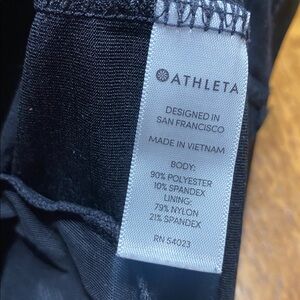 ATHLETA
DESIGNED IN
SAN FRANCISCO
MADE IN VIETNAM
BODY:
90% POLYESTER
10% SPANDEX
LINING:
79% NYLON
21% SPANDEX
RN 54023